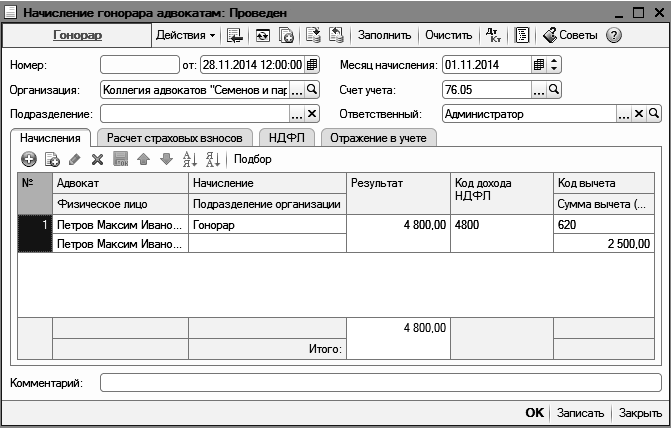 Начисление гонорара адвокатам: Проведен
Гонорар Действия Заполнить Очистить Дт Кт Советы
Номер: от: 28.11.2014 12:00:00 Месяц начисления: 01.11.2014
Организация: Коллегия адвокатов "Семенов и пар ... Счет учета: 76.05 ...
Подразделение: ... Ответственный: Администратор ...
Начисления Расчет страховых взносов НДФЛ Отражение в учете
Подбор
№ Адвокат Начисление Результат Код дохода НДФЛ Код вычета
Физическое лицо Подразделение организации Сумма вычета (...
1 Петров Максим Ивано... Гонорар 4 800,00 4800 620
Петров Максим Ивано... 2 500,00
4 800,00
Итого:
Комментарий:
OK Записать Закрыть